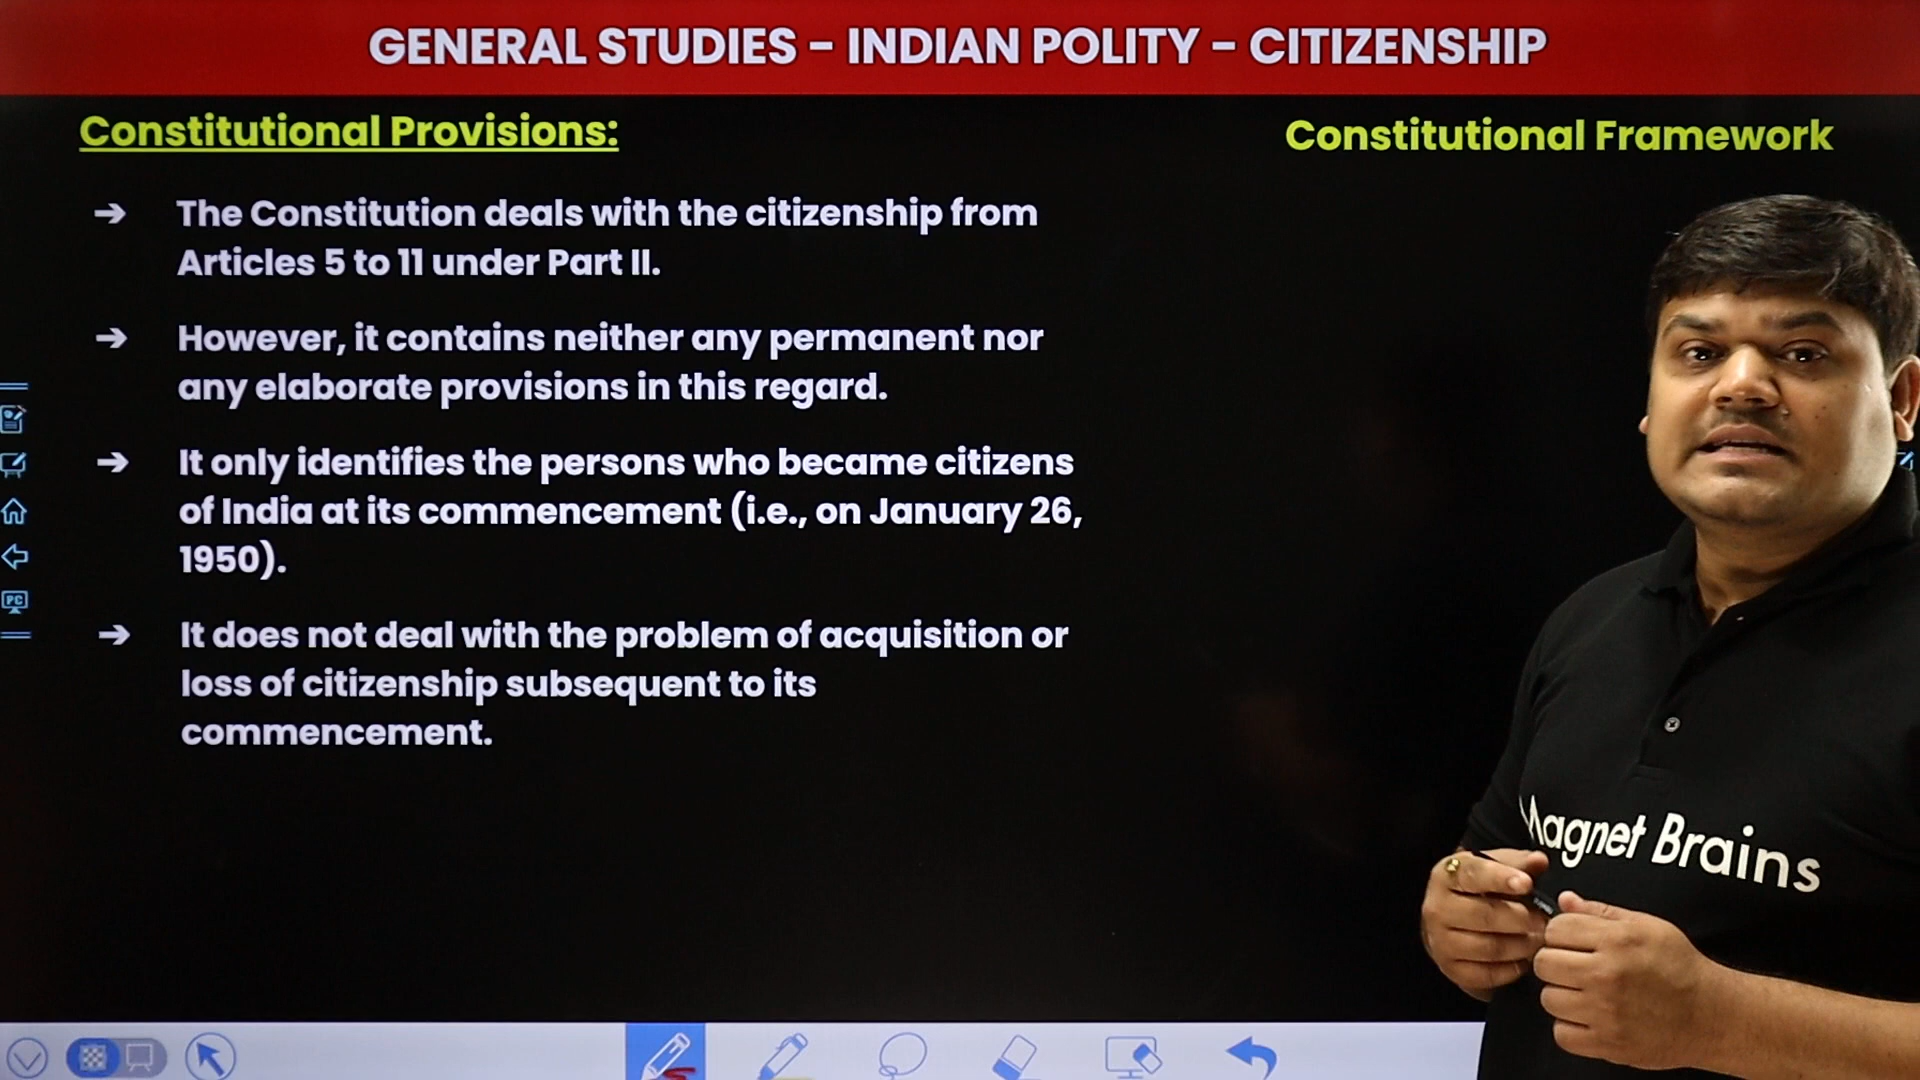 GENERAL STUDIES - INDIAN POLITY - CITIZENSHIP
Constitutional Provisions:
Constitutional Framework
➔ The Constitution deals with the citizenship from
Articles 5 to 11 under Part II.
➔ However, it contains neither any permanent nor
any elaborate provisions in this regard.
➔ It only identifies the persons who became citizens
of India at its commencement (i.e., on January 26,
1950).
➔ It does not deal with the problem of acquisition or
loss of citizenship subsequent to its
commencement.
PC
Magnet Brains